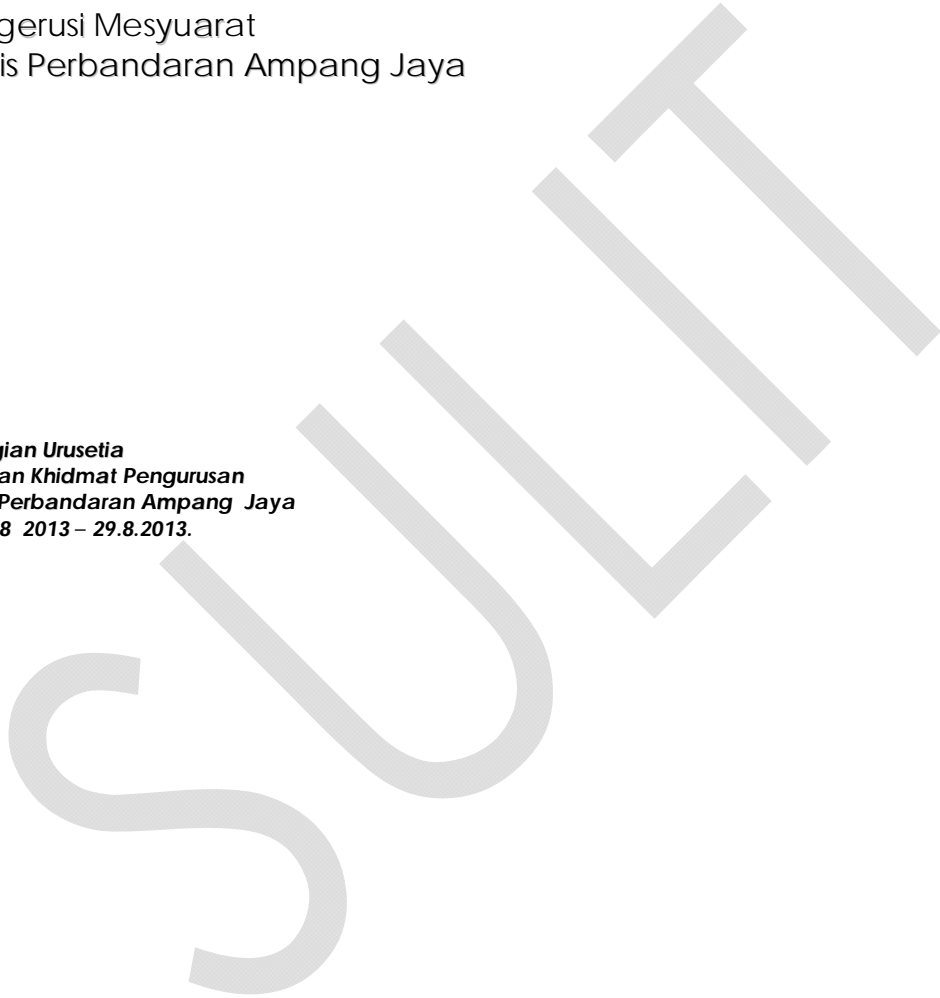 gerusi Mesyuarat
is Perbandaran Ampang Jaya
gian Urusetia
an Khidmat Pengurusan
Perbandaran Ampang Jaya
8 2013 – 29.8.2013.
SULIT